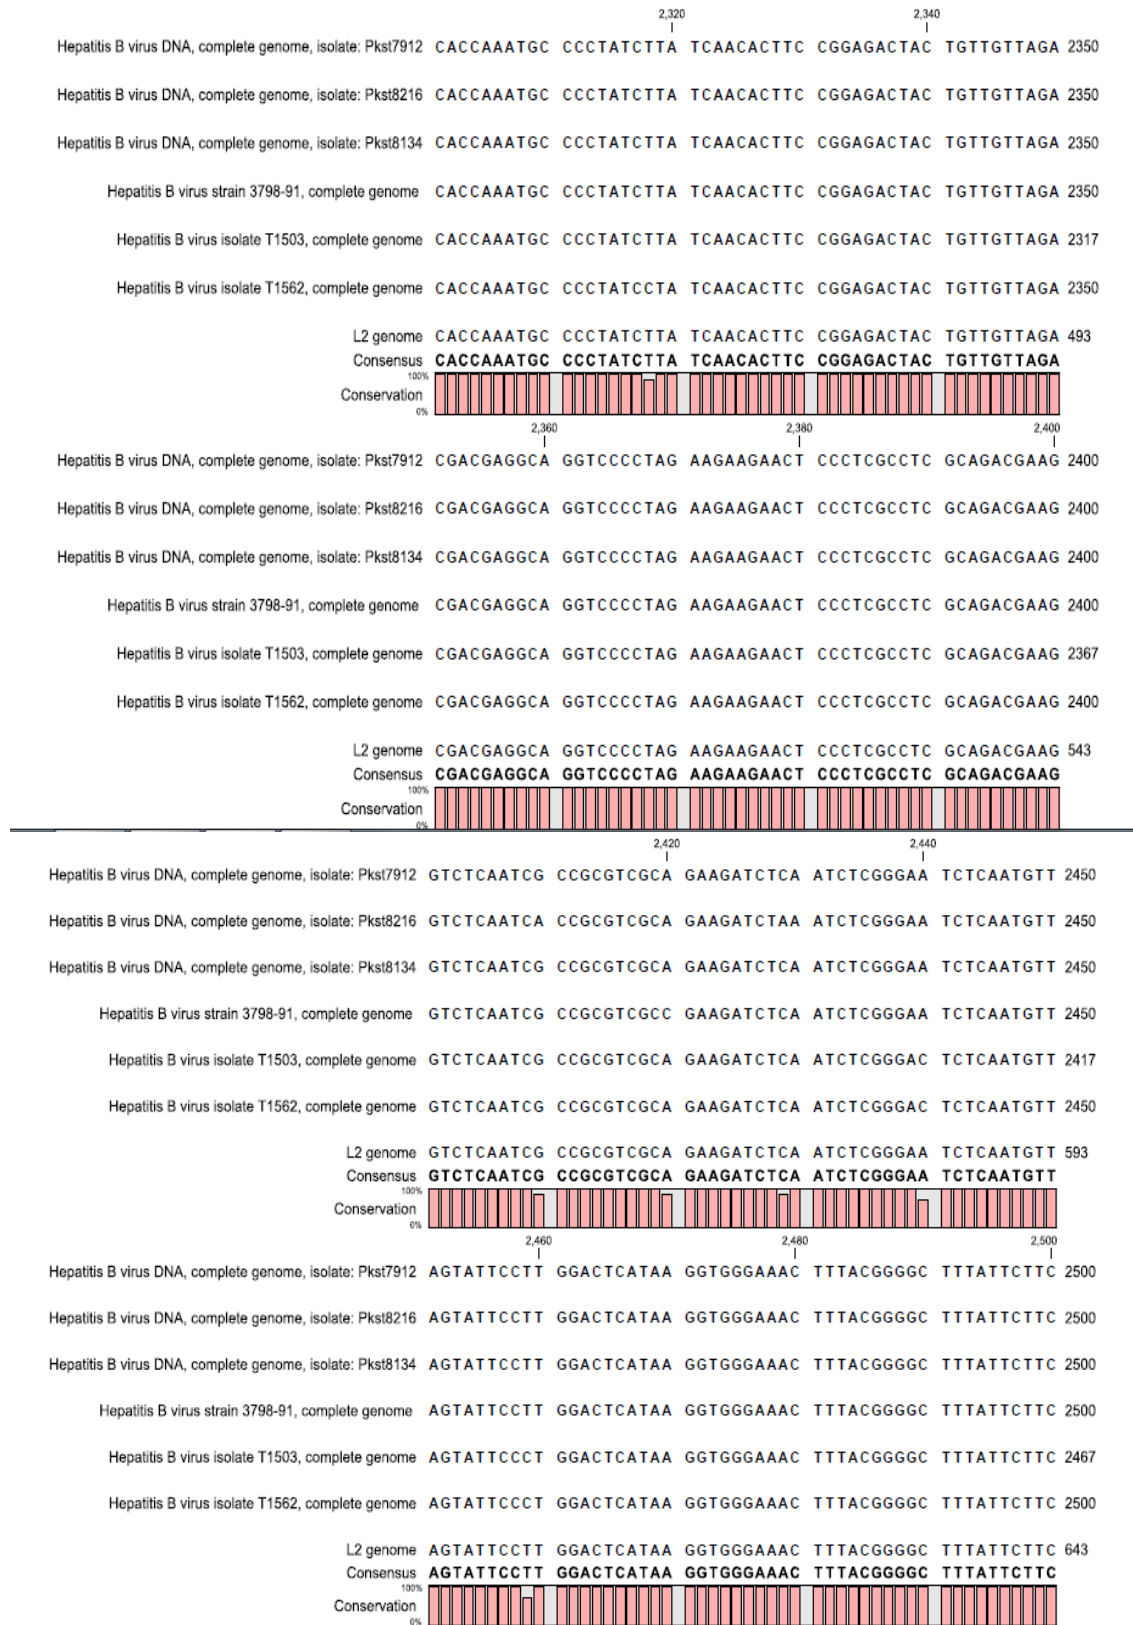 2,320 2,340
Hepatitis B virus DNA, complete genome, isolate: Pkst7912 CACCAAATGC CCCTATCTTA TCAACACTTC CGGAGACTAC TGTTGTTAGA 2350
Hepatitis B virus DNA, complete genome, isolate: Pkst8216 CACCAAATGC CCCTATCTTA TCAACACTTC CGGAGACTAC TGTTGTTAGA 2350
Hepatitis B virus DNA, complete genome, isolate: Pkst8134 CACCAAATGC CCCTATCTTA TCAACACTTC CGGAGACTAC TGTTGTTAGA 2350
Hepatitis B virus strain 3798-91, complete genome CACCAAATGC CCCTATCTTA TCAACACTTC CGGAGACTAC TGTTGTTAGA 2350
Hepatitis B virus isolate T1503, complete genome CACCAAATGC CCCTATCTTA TCAACACTTC CGGAGACTAC TGTTGTTAGA 2317
Hepatitis B virus isolate T1562, complete genome CACCAAATGC CCCTATCCTA TCAACACTTC CGGAGACTAC TGTTGTTAGA 2350
L2 genome CACCAAATGC CCCTATCTTA TCAACACTTC CGGAGACTAC TGTTGTTAGA 493
Consensus CACCAAATGC CCCTATCTTA TCAACACTTC CGGAGACTAC TGTTGTTAGA
100%
Conservation
0%
2,360 2,380 2,400
Hepatitis B virus DNA, complete genome, isolate: Pkst7912 CGACGAGGCA GGTCCCCTAG AAGAAGAACT CCCTCGCCTC GCAGACGAAG 2400
Hepatitis B virus DNA, complete genome, isolate: Pkst8216 CGACGAGGCA GGTCCCCTAG AAGAAGAACT CCCTCGCCTC GCAGACGAAG 2400
Hepatitis B virus DNA, complete genome, isolate: Pkst8134 CGACGAGGCA GGTCCCCTAG AAGAAGAACT CCCTCGCCTC GCAGACGAAG 2400
Hepatitis B virus strain 3798-91, complete genome CGACGAGGCA GGTCCCCTAG AAGAAGAACT CCCTCGCCTC GCAGACGAAG 2400
Hepatitis B virus isolate T1503, complete genome CGACGAGGCA GGTCCCCTAG AAGAAGAACT CCCTCGCCTC GCAGACGAAG 2367
Hepatitis B virus isolate T1562, complete genome CGACGAGGCA GGTCCCCTAG AAGAAGAACT CCCTCGCCTC GCAGACGAAG 2400
L2 genome CGACGAGGCA GGTCCCCTAG AAGAAGAACT CCCTCGCCTC GCAGACGAAG 543
Consensus CGACGAGGCA GGTCCCCTAG AAGAAGAACT CCCTCGCCTC GCAGACGAAG
100%
Conservation
0%
2,420 2,440
Hepatitis B virus DNA, complete genome, isolate: Pkst7912 GTCTCAATCG CCGCGTCGCA GAAGATCTCA ATCTCGGGAA TCTCAATGTT 2450
Hepatitis B virus DNA, complete genome, isolate: Pkst8216 GTCTCAATCA CCGCGTCGCA GAAGATCTAA ATCTCGGGAA TCTCAATGTT 2450
Hepatitis B virus DNA, complete genome, isolate: Pkst8134 GTCTCAATCG CCGCGTCGCA GAAGATCTCA ATCTCGGGAA TCTCAATGTT 2450
Hepatitis B virus strain 3798-91, complete genome GTCTCAATCG CCGCGTCGCC GAAGATCTCA ATCTCGGGAA TCTCAATGTT 2450
Hepatitis B virus isolate T1503, complete genome GTCTCAATCG CCGCGTCGCA GAAGATCTCA ATCTCGGGAC TCTCAATGTT 2417
Hepatitis B virus isolate T1562, complete genome GTCTCAATCG CCGCGTCGCA GAAGATCTCA ATCTCGGGAC TCTCAATGTT 2450
L2 genome GTCTCAATCG CCGCGTCGCA GAAGATCTCA ATCTCGGGAA TCTCAATGTT 593
Consensus GTCTCAATCG CCGCGTCGCA GAAGATCTCA ATCTCGGGAA TCTCAATGTT
100%
Conservation
0%
2,460 2,480 2,500
Hepatitis B virus DNA, complete genome, isolate: Pkst7912 AGTATTCCTT GGACTCATAA GGTGGGAAAC TTTACGGGGC TTTATTCTTC 2500
Hepatitis B virus DNA, complete genome, isolate: Pkst8216 AGTATTCCTT GGACTCATAA GGTGGGAAAC TTTACGGGGC TTTATTCTTC 2500
Hepatitis B virus DNA, complete genome, isolate: Pkst8134 AGTATTCCTT GGACTCATAA GGTGGGAAAC TTTACGGGGC TTTATTCTTC 2500
Hepatitis B virus strain 3798-91, complete genome AGTATTCCTT GGACTCATAA GGTGGGAAAC TTTACGGGGC TTTATTCTTC 2500
Hepatitis B virus isolate T1503, complete genome AGTATTCCCT GGACTCATAA GGTGGGAAAC TTTACGGGGC TTTATTCTTC 2467
Hepatitis B virus isolate T1562, complete genome AGTATTCCCT GGACTCATAA GGTGGGAAAC TTTACGGGGC TTTATTCTTC 2500
L2 genome AGTATTCCTT GGACTCATAA GGTGGGAAAC TTTACGGGGC TTTATTCTTC 643
Consensus AGTATTCCTT GGACTCATAA GGTGGGAAAC TTTACGGGGC TTTATTCTTC
100%
Conservation
0%